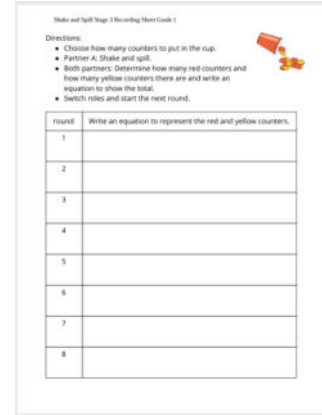 Shake and Spill Stage 3 Recording Sheet Grade 1
Directions:
● Choose how many counters to put in the cup.
● Partner A: Shake and spill.
● Both partners: Determine how many red counters and
how many yellow counters there are and write an
equation to show the total.
● Switch roles and start the next round.
round Write an equation to represent the red and yellow counters.
1
2
3
4
5
6
7
8